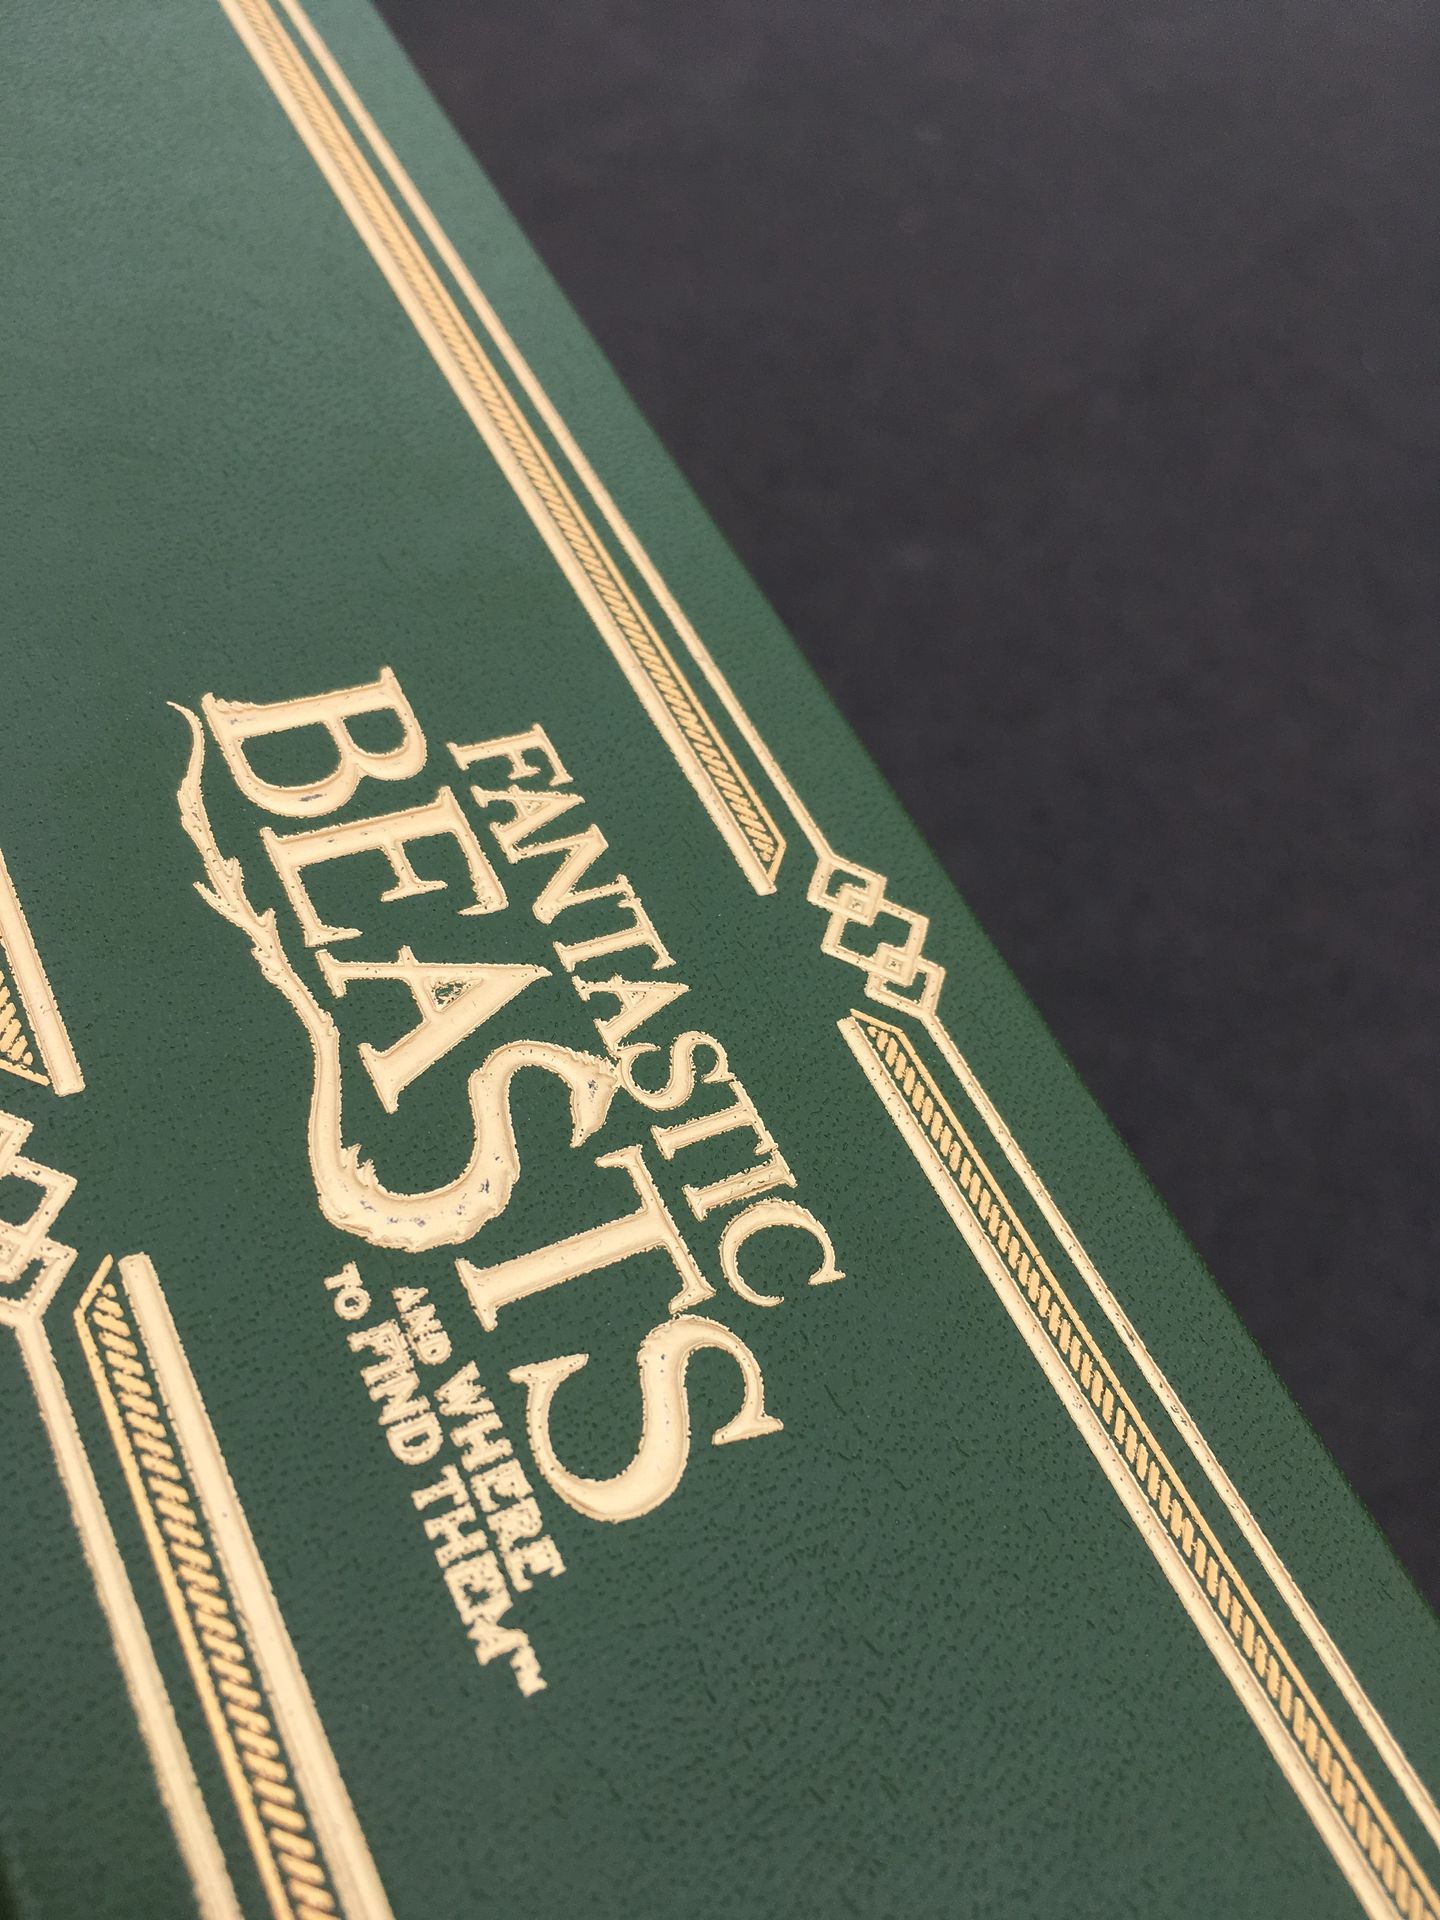 FANTASTIC
BEASTS
AND WHERE
TO FIND THEM™